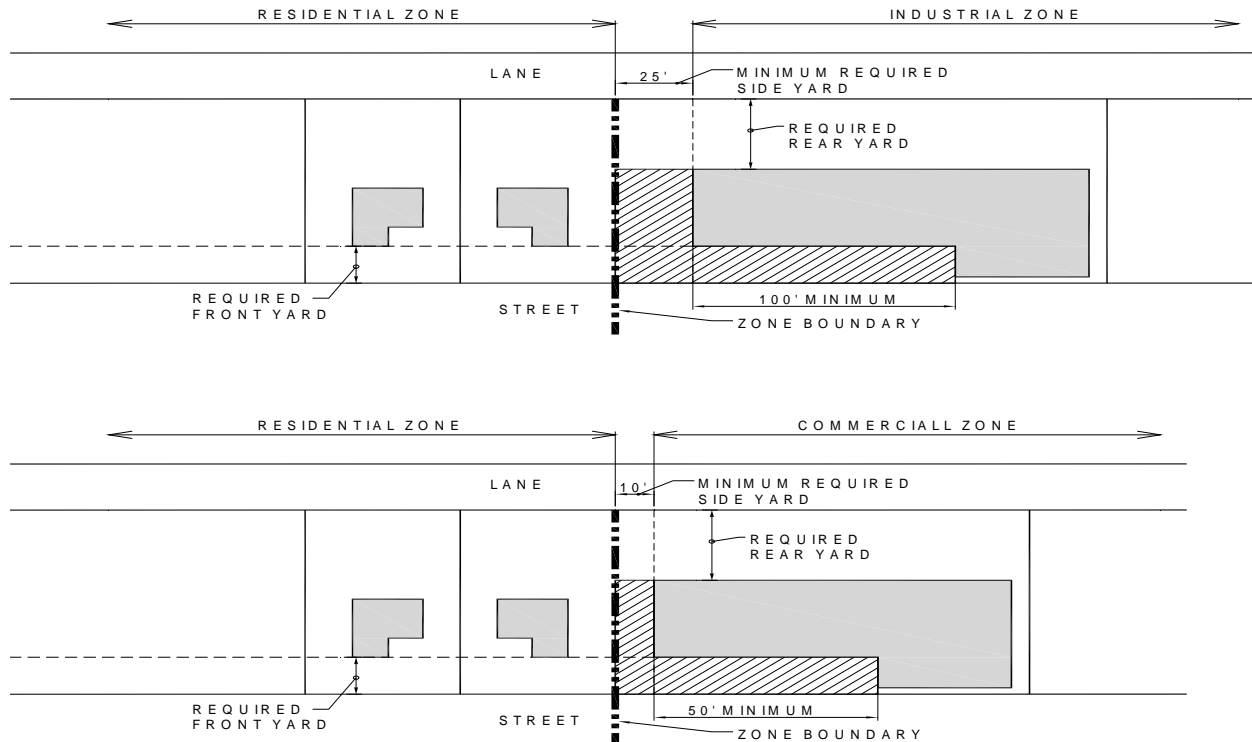 RESIDENTIAL ZONE
INDUSTRIAL ZONE
LANE
25'
MINIMUM REQUIRED
SIDE YARD
REQUIRED
REAR YARD
REQUIRED
FRONT YARD
STREET
100' MINIMUM
ZONE BOUNDARY
RESIDENTIAL ZONE
COMMERCIALL ZONE
LANE
10'
MINIMUM REQUIRED
SIDE YARD
REQUIRED
REAR YARD
REQUIRED
FRONT YARD
STREET
50' MINIMUM
ZONE BOUNDARY